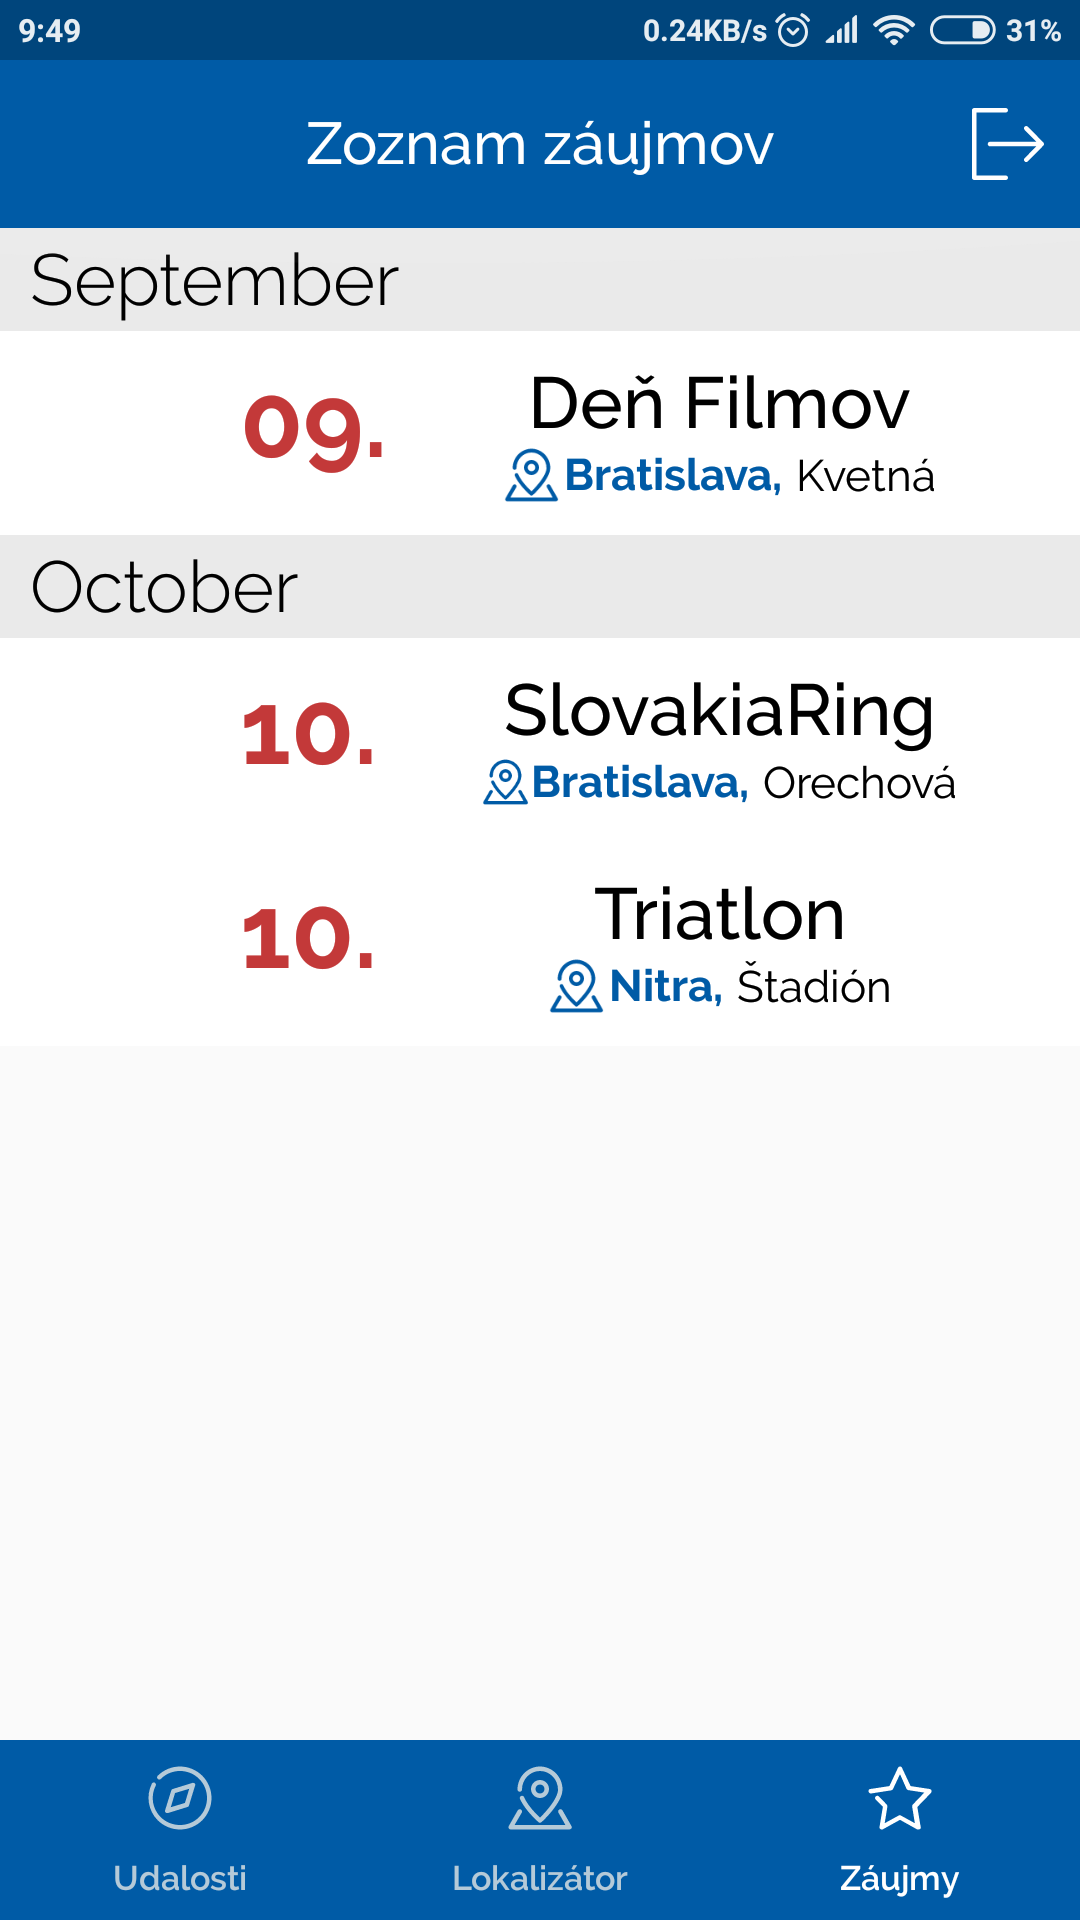 9:49 0.24KB/s 31%
Zoznam záujmov
September
09. Deň Filmov
Bratislava, Kvetná
October
10. SlovakiaRing
Bratislava, Orechová
10. Triatlon
Nitra, Štadión
Udalosti Lokalizátor Záujmy